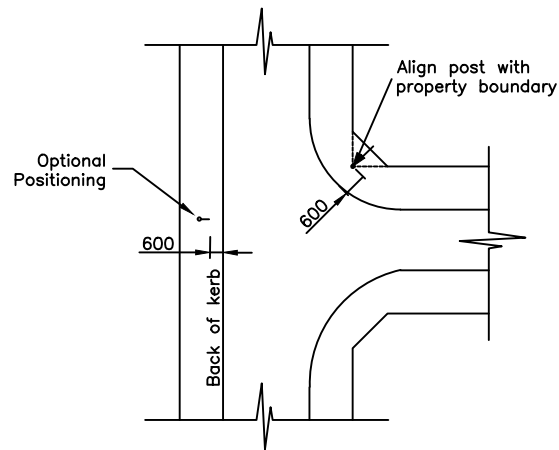 Align post with
property boundary
Optional
Positioning
600
600
Back of kerb